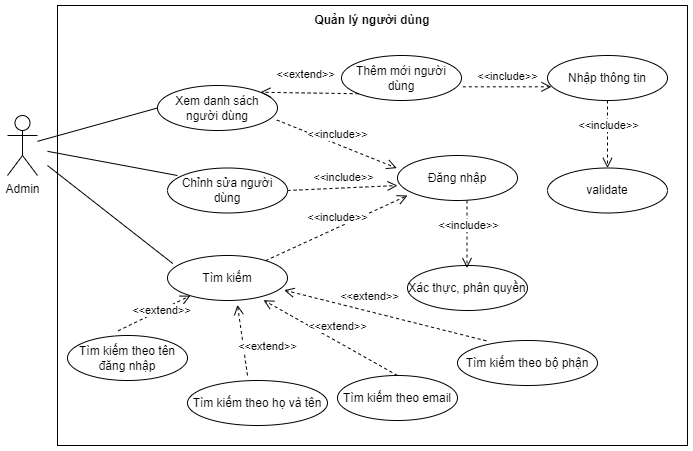 Quản lý người dùng
Thêm mới người
dùng
<<extend>>
<<include>>
Nhập thông tin
Xem danh sách
người dùng
<<include>>
<<include>>
Admin
Chỉnh sửa người
dùng
<<include>>
Đăng nhập
validate
<<include>>
<<include>>
Tìm kiếm
Xác thực, phân quyền
<<extend>>
<<extend>>
<<extend>>
<<extend>>
Tìm kiếm theo tên
đăng nhập
Tìm kiếm theo bộ phận
Tìm kiếm theo họ và tên
Tìm kiếm theo email